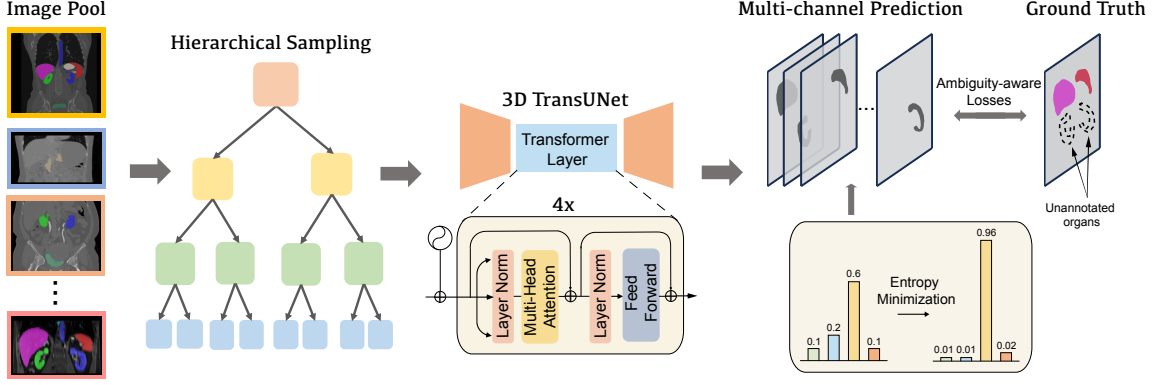 Image Pool
Hierarchical Sampling
3D TransUNet
Transformer
Layer
4x
Layer Norm
Multi-Head
Attention
Layer Norm
Feed
Forward
Multi-channel Prediction
Ground Truth
Ambiguity-aware
Losses
Unannotated
organs
0.1
0.2
0.6
0.1
Entropy
Minimization
0.01
0.01
0.96
0.02